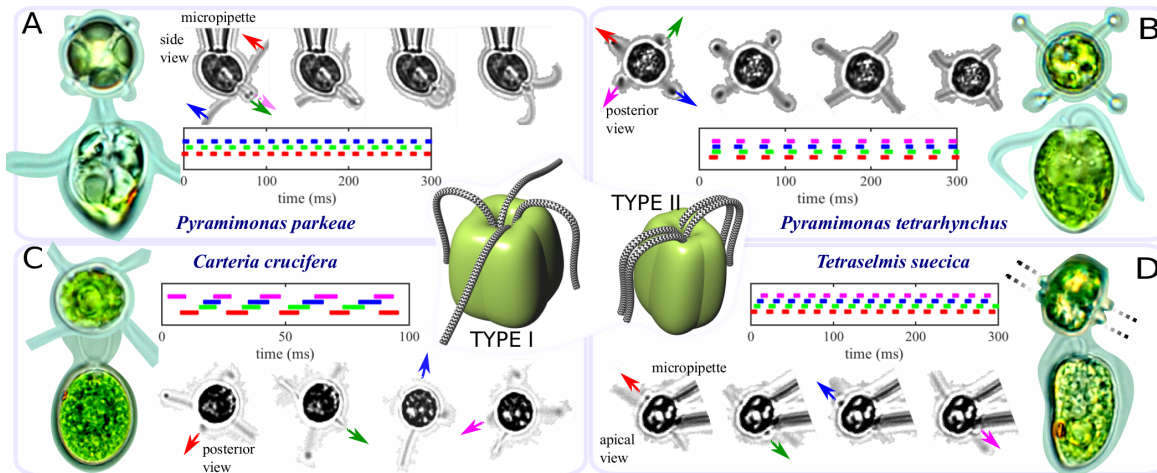 A
micropipette
side
view
0
100
200
300
time (ms)
Pyramimonas parkeae
B
posterior
view
0
100
200
300
time (ms)
Pyramimonas tetrarhynchus
TYPE I
TYPE II
C
Carteria crucifera
0
50
100
time (ms)
posterior
view
D
Tetraselmis suecica
0
100
200
300
time (ms)
micropipette
apical
view